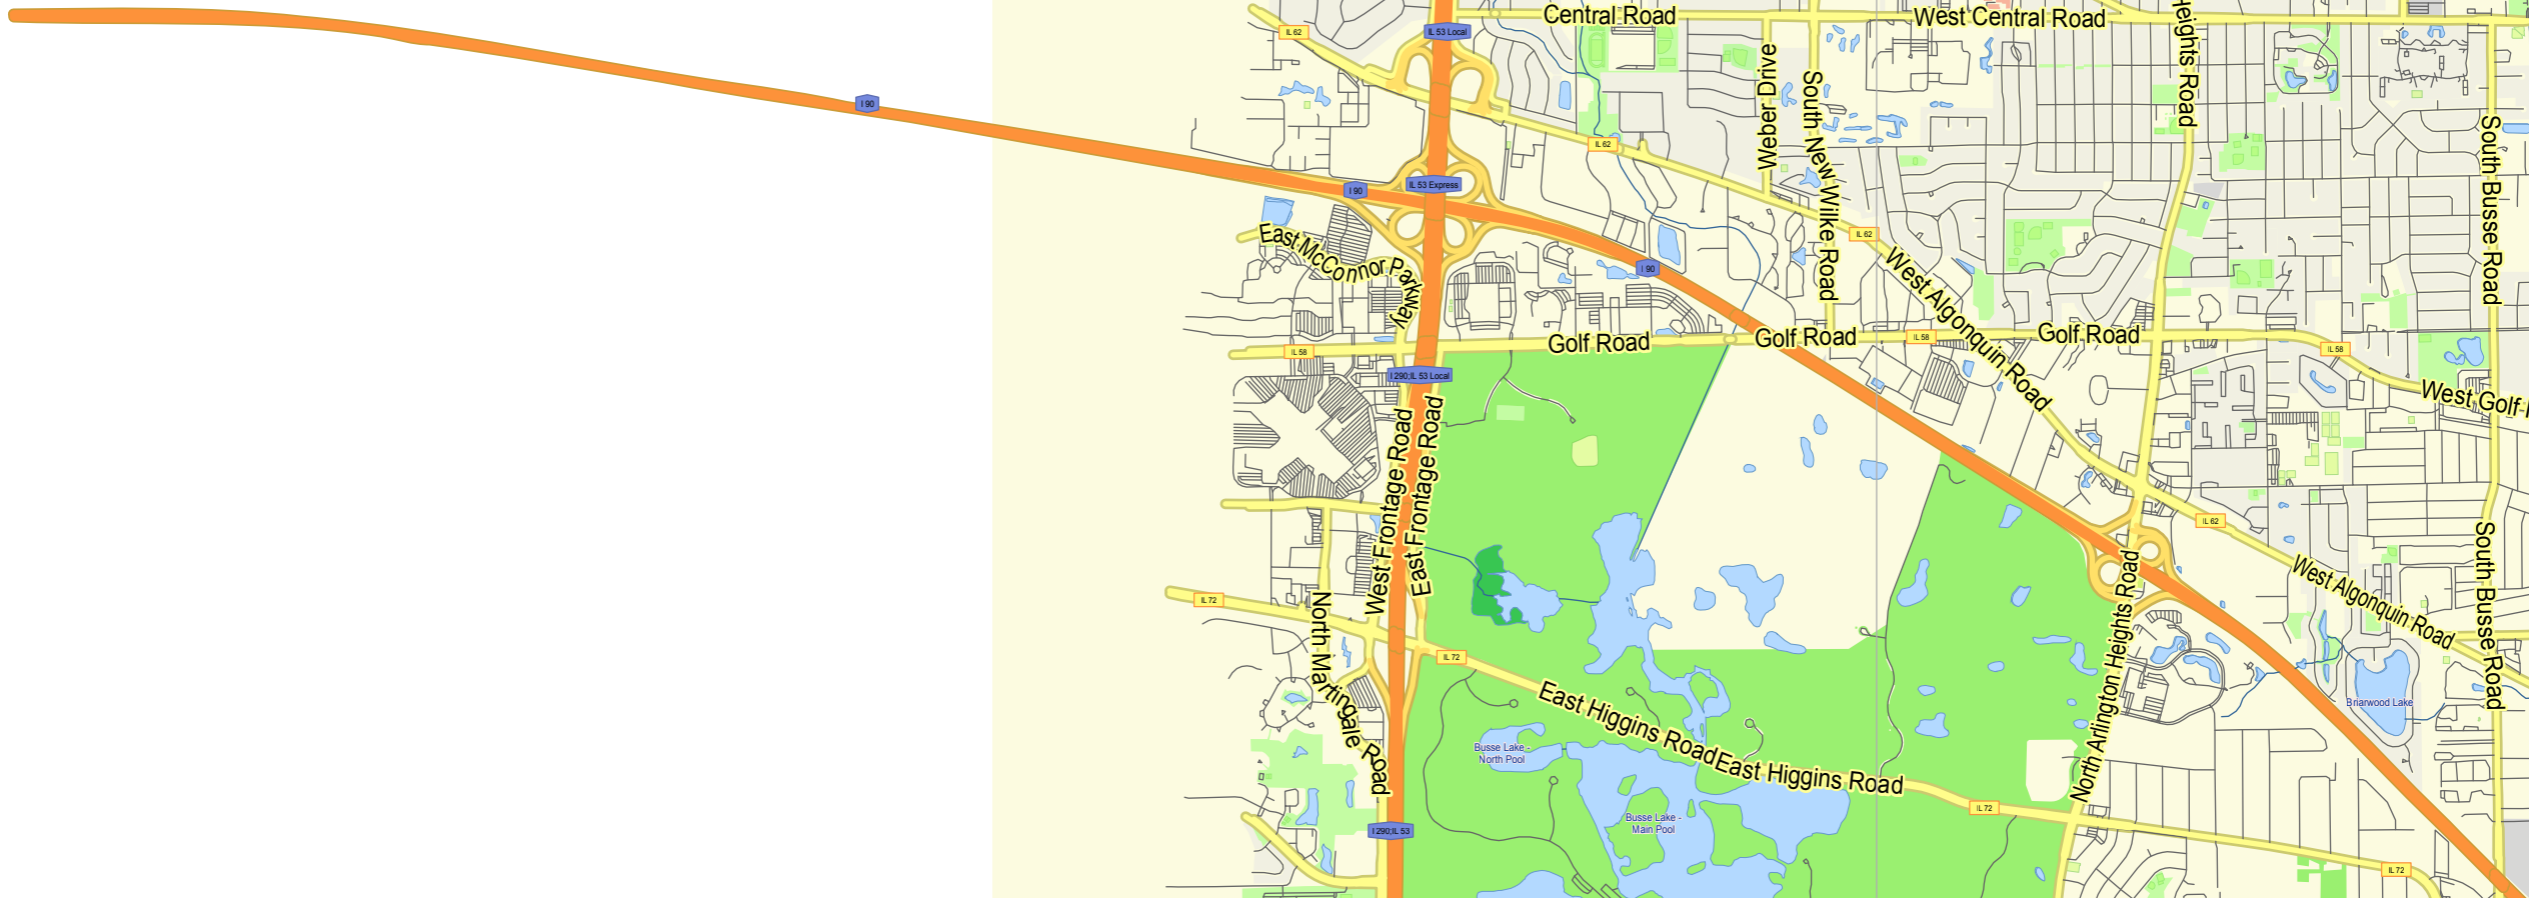 Central Road
West Central Road
IL 62
IL 53 Local
Heights Road
Weber Drive
South New Wilke Road
I 90
South Busse Road
IL 62
I 90
IL 53 Express
IL 62
East McConnor Parkway
I 90
West Algonquin Road
Golf Road
Golf Road
Golf Road
IL 58
IL 58
IL 58
I 290;IL 53 Local
West Golf
West Frontage Road
East Frontage Road
IL 62
South Busse Road
West Algonquin Road
IL 72
North Martingale Road
North Arlington Heights Road
IL 72
East Higgins Road
East Higgins Road
Briarwood Lake
Busse Lake -
North Pool
Busse Lake -
Main Pool
IL 72
I 290;IL 53
IL 72